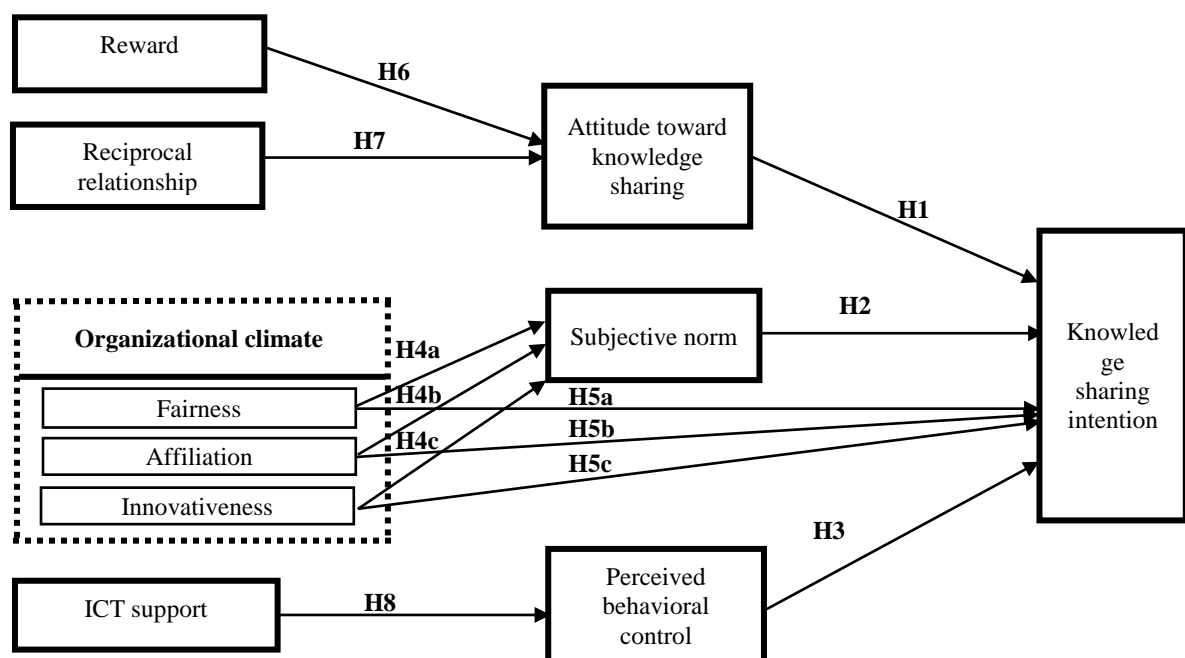 Reward
H6
Reciprocal
relationship
H7
Attitude toward
knowledge
sharing
H1
Organizational climate
Fairness
Affiliation
Innovativeness
H4a
H4b
H4c
Subjective norm
H2
H5a
H5b
H5c
Knowled
ge
sharing
intention
ICT support
H8
Perceived
behavioral
control
H3